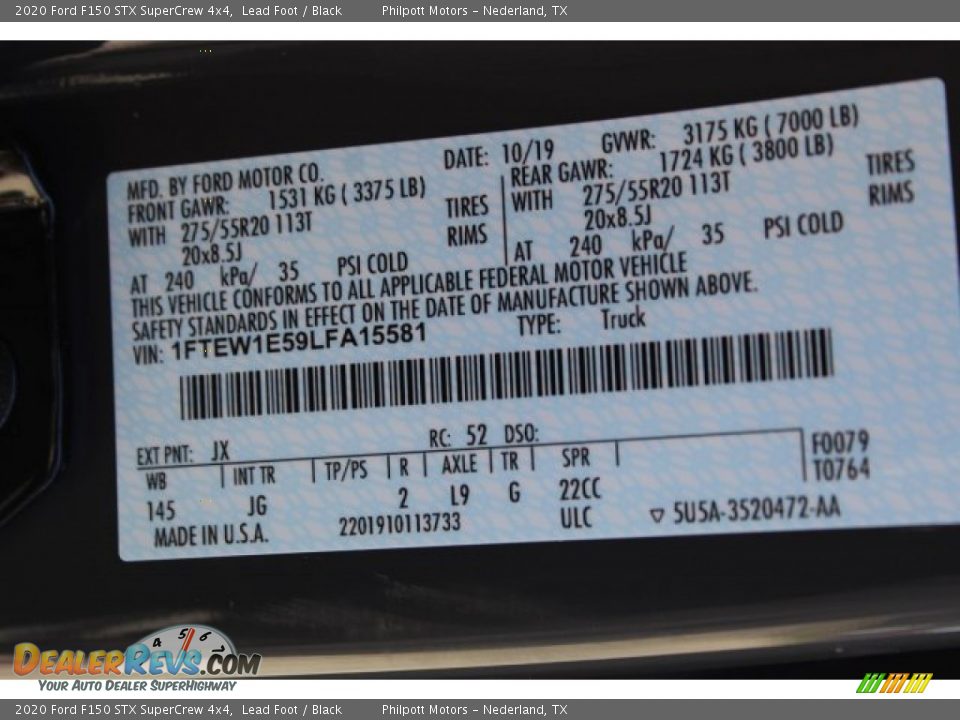 2020 Ford F150 STX SuperCrew 4x4, Lead Foot / Black Philpott Motors – Nederland, TX
MFD. BY FORD MOTOR CO. DATE: 10/19 GVWR: 3175 KG ( 7000 LB)
FRONT GAWR: 1531 KG ( 3375 LB) REAR GAWR: 1724 KG ( 3800 LB)
WITH 275/55R20 113T TIRES WITH 275/55R20 113T TIRES
20x8.5J RIMS 20x8.5J RIMS
AT 240 kPa/ 35 PSI COLD AT 240 kPa/ 35 PSI COLD
THIS VEHICLE CONFORMS TO ALL APPLICABLE FEDERAL MOTOR VEHICLE
SAFETY STANDARDS IN EFFECT ON THE DATE OF MANUFACTURE SHOWN ABOVE.
VIN: 1FTEW1E59LFA15581 TYPE: Truck
EXT PNT: JX RC: 52 DSO: F0079
WB INT TR TP/PS R AXLE TR SPR T0764
145 JG 2 L9 G 22CC
MADE IN U.S.A. 2201910113733 ULC 5U5A-3520472-AA
4 5 6
DEALERREVS.COM
YOUR AUTO DEALER SUPERHIGHWAY
2020 Ford F150 STX SuperCrew 4x4, Lead Foot / Black Philpott Motors – Nederland, TX